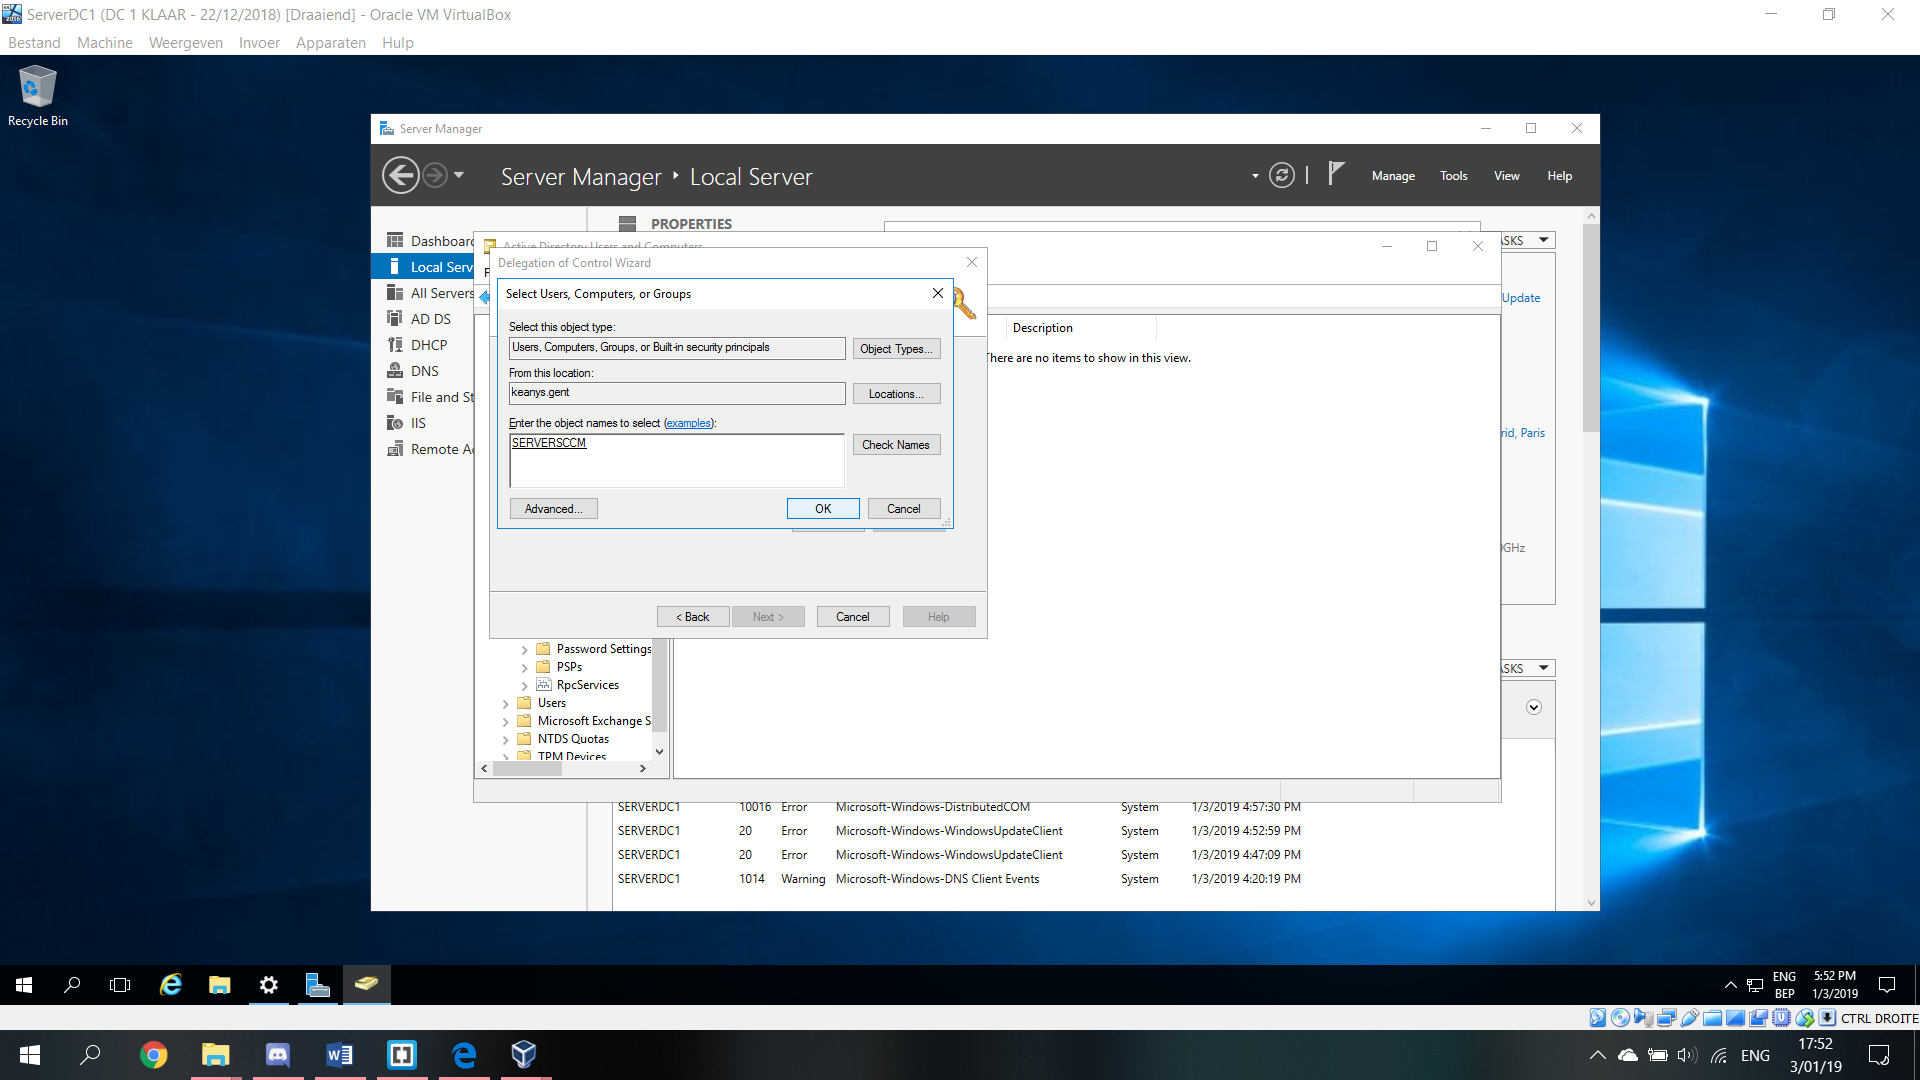 ServerDC1 (DC 1 KLAAR - 22/12/2018) [Draaiend] - Oracle VM VirtualBox
Bestand Machine Weergeven Invoer Apparaten Hulp
Recycle Bin
Server Manager
Server Manager Local Server
Manage Tools View Help
PROPERTIES
Dashboard
Local Serv
All Servers
AD DS
DHCP
DNS
File and St
IIS
Remote Ac
Active Directory Users and Computers
Delegation of Control Wizard
Select Users, Computers, or Groups
Select this object type:
Users, Computers, Groups, or Built-in security principals
Object Types...
From this location:
keanys.gent
Locations...
Enter the object names to select (examples):
SERVERSCCM
Check Names
Advanced...
OK
Cancel
< Back
Next >
Cancel
Help
Description
There are no items to show in this view.
ASKS
Update
rid, Paris
GHz
ASKS
Password Settings
PSPs
RpcServices
Users
Microsoft Exchange S
NTDS Quotas
TPM Devices
SERVERDC1 10016 Error Microsoft-Windows-DistributedCOM System 1/3/2019 4:57:30 PM
SERVERDC1 20 Error Microsoft-Windows-WindowsUpdateClient System 1/3/2019 4:52:59 PM
SERVERDC1 20 Error Microsoft-Windows-WindowsUpdateClient System 1/3/2019 4:47:09 PM
SERVERDC1 1014 Warning Microsoft-Windows-DNS Client Events System 1/3/2019 4:20:19 PM
ENG
BEP
5:52 PM
1/3/2019
CTRL DROITE
ENG
17:52
3/01/19